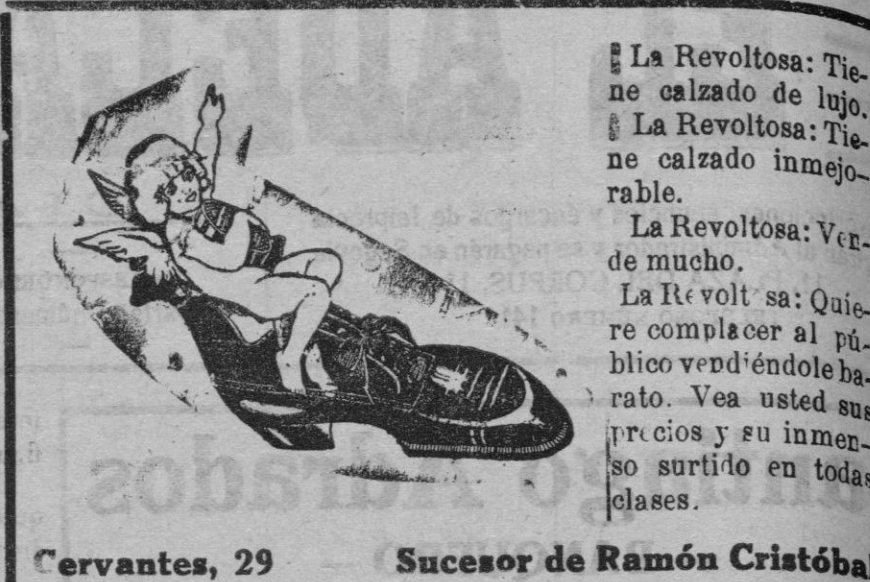 La Revoltosa: Tie-
ne calzado de lujo.
La Revoltosa: Tie-
ne calzado inmejo-
rable.
La Revoltosa: Ven-
de mucho.
La Revolt sa: Quie-
re complacer al pú-
blico vendiéndole ba-
rato. Vea usted sus
precios y su inmen-
so surtido en todas
clases.
Cervantes, 29 Sucesor de Ramón Cristóbal